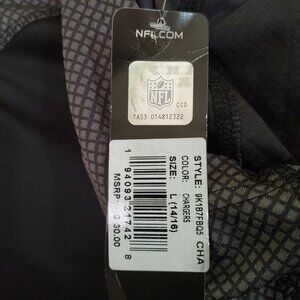 NFL.COM
NFL
CCD
TA53 014812322
STYLE: 9K1B7FBQ5 CHA
COLOR: CHARGERS
SIZE: L (14/16)
1 94093 21742 8
MSRP: $ 30.00